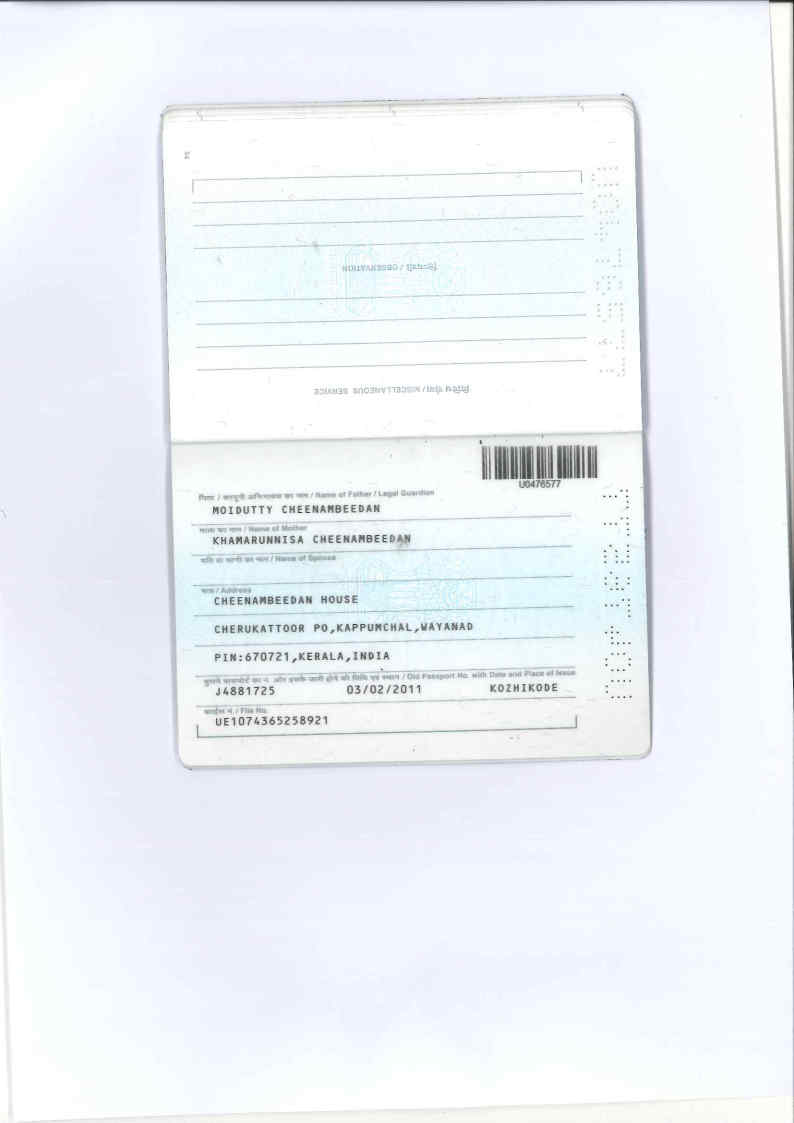 टिप्पणी / OBSERVATION
विविध सेवा / MISCELLANEOUS SERVICE
U0476577
पिता / कानूनी अभिभावक का नाम / Name of Father / Legal Guardian
MOIDUTTY CHEENAMBEEDAN
माता का नाम / Name of Mother
KHAMARUNNISA CHEENAMBEEDAN
पति या पत्नी का नाम / Name of Spouse
पता / Address
CHEENAMBEEDAN HOUSE
CHERUKATTOOR PO,KAPPUMCHAL,WAYANAD
PIN:670721,KERALA,INDIA
पुराने पासपोर्ट का नं. और इसके जारी होने की तिथि एवं स्थान / Old Passport No. with Date and Place of Issue
J4881725 03/02/2011 KOZHIKODE
फाईल नं. / File No.
UE1074365258921